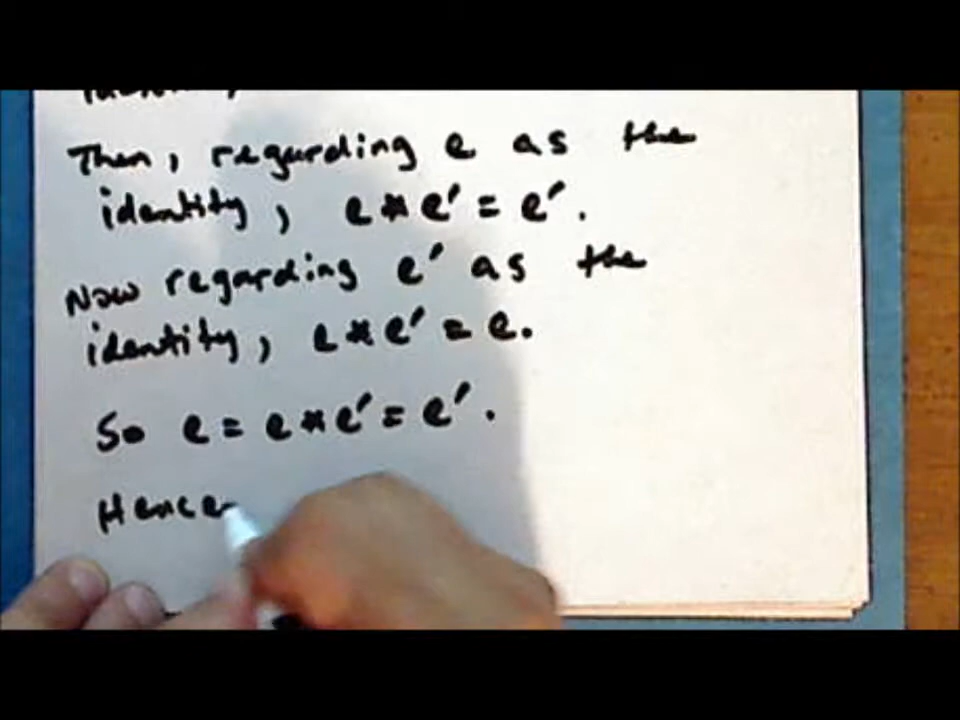 Then, regarding e as the
identity, e * e' = e'.
Now regarding e' as the
identity, e * e' = e.
So e = e * e' = e'.
Hence